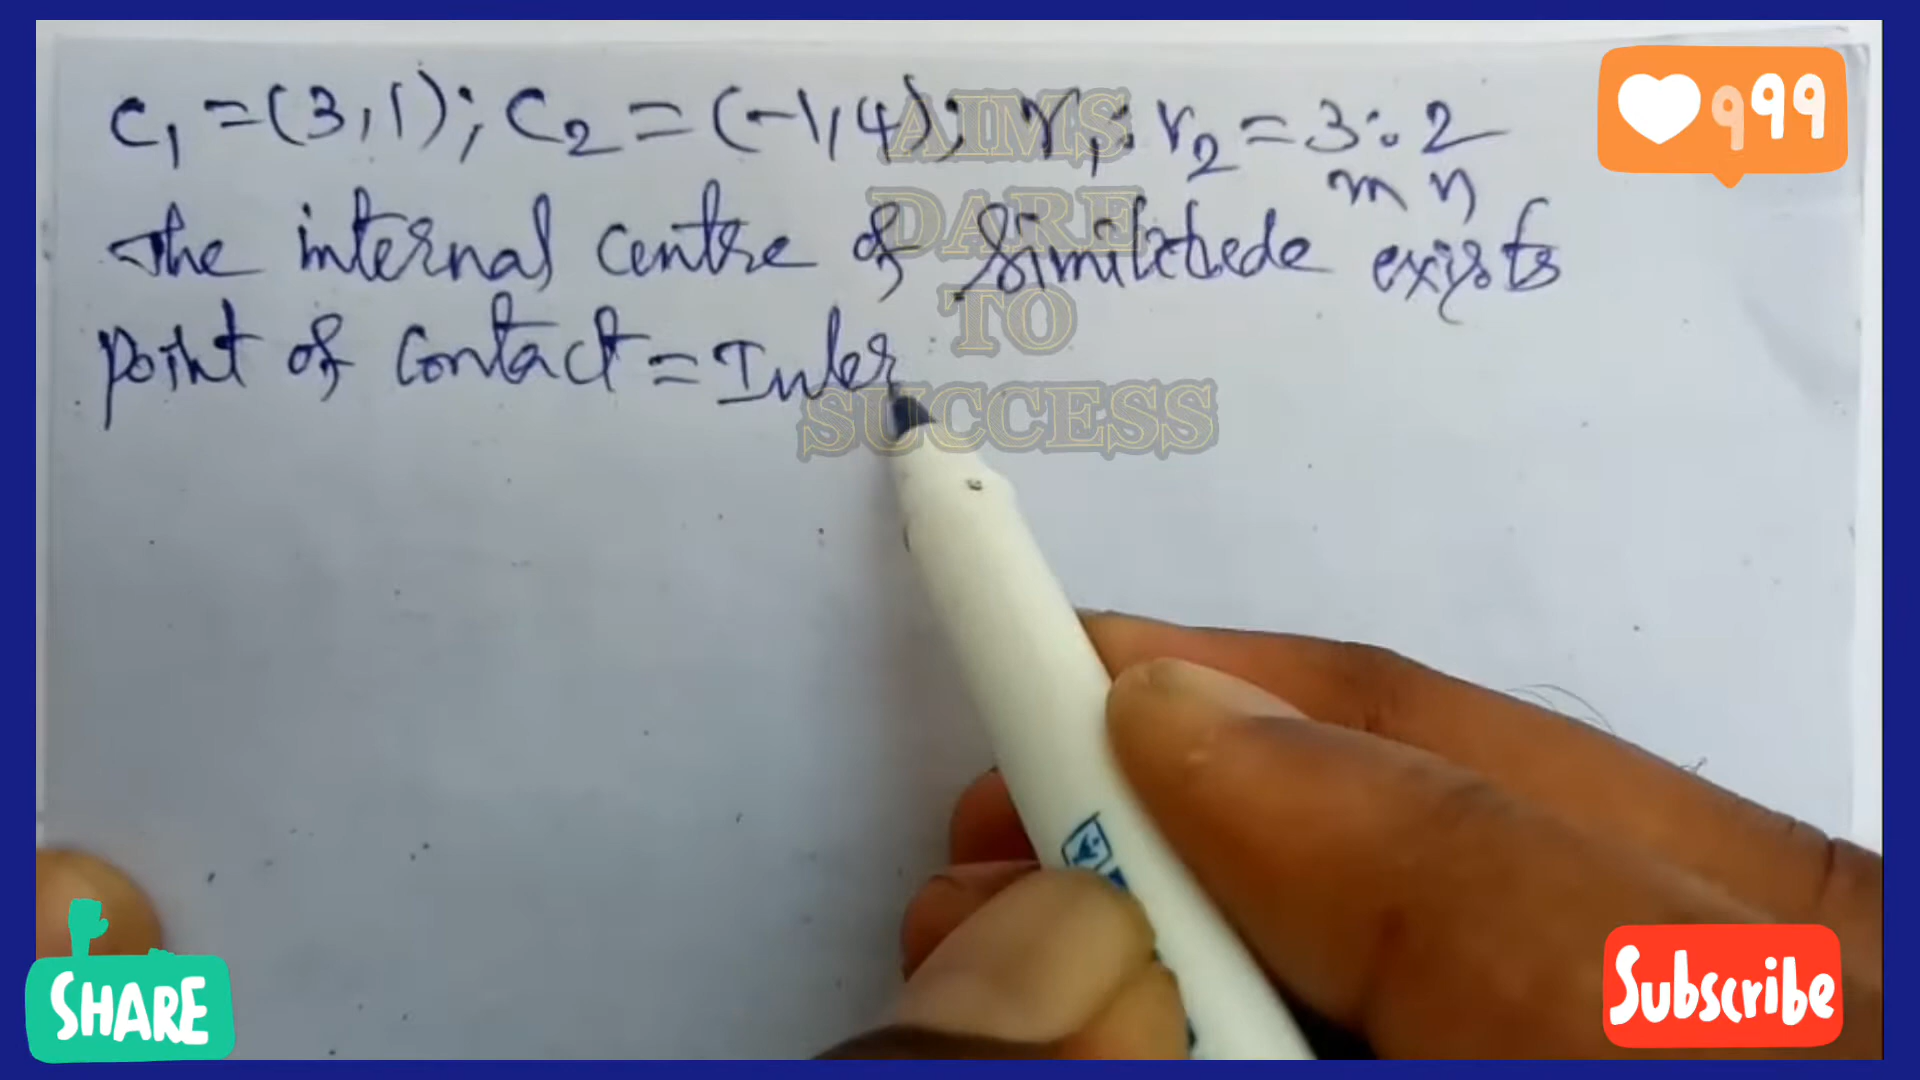 C₁ = (3,1); C₂ = (-1,4); r₁ : r₂ = 3:2
m n
The internal centre of Similitude exists
point of Contact = Inter
AIMS
DARE
TO
SUCCESS
999
SHARE
Subscribe